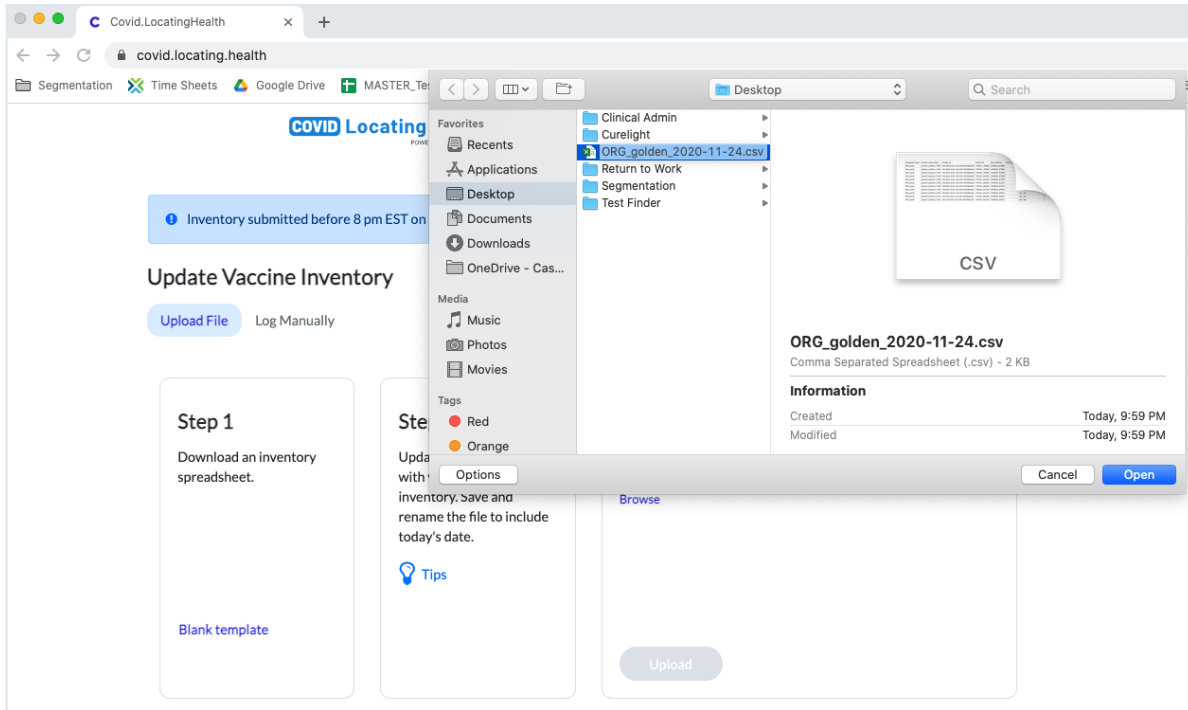 Covid.LocatingHealth
covid.locating.health
Segmentation Time Sheets Google Drive MASTER_Te
Desktop
Search
COVID Locating
Inventory submitted before 8 pm EST on
Update Vaccine Inventory
Upload File Log Manually
Step 1
Download an inventory
spreadsheet.
Blank template
Ste
Upda
with
inventory. Save and
rename the file to include
today's date.
Tips
Browse
Upload
Favorites
Recents
Applications
Desktop
Documents
Downloads
OneDrive - Cas...
Media
Music
Photos
Movies
Tags
Red
Orange
Clinical Admin
Curelight
ORG_golden_2020-11-24.csv
Return to Work
Segmentation
Test Finder
CSV
ORG_golden_2020-11-24.csv
Comma Separated Spreadsheet (.csv) - 2 KB
Information
Created Today, 9:59 PM
Modified Today, 9:59 PM
Options
Cancel
Open